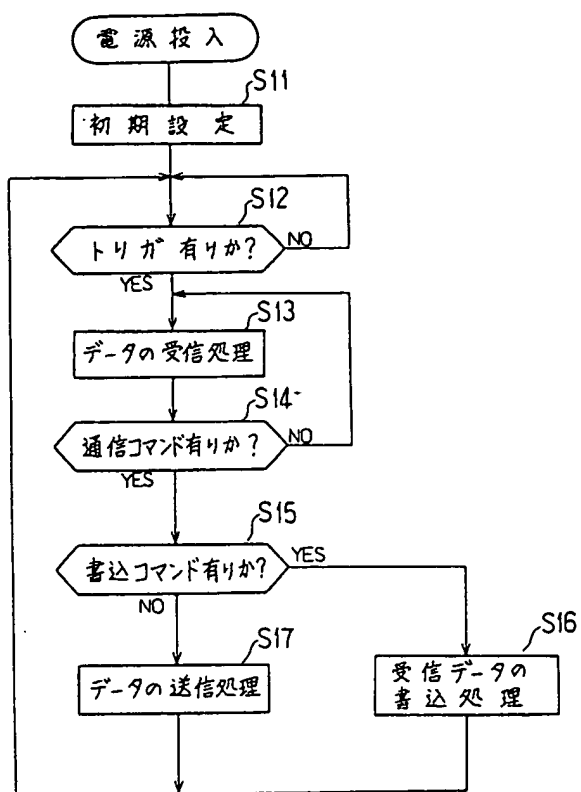 電源投入
S11
初期設定
S12
トリガ有りか?
NO
YES
S13
データの受信処理
S14
通信コマンド有りか?
NO
YES
S15
書込コマンド有りか?
YES
NO
S17
データの送信処理
S16
受信データの
書込処理